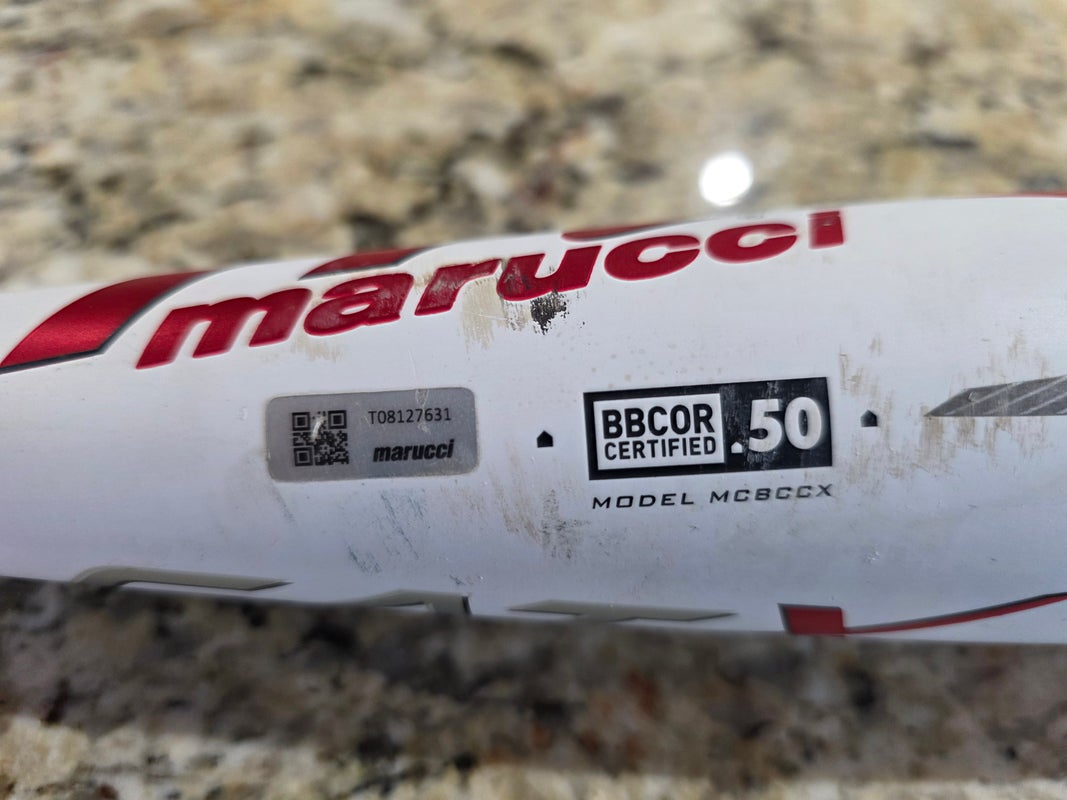 marucci
T08127631
marucci
BBCOR
CERTIFIED
.50
MODEL MCBCCX